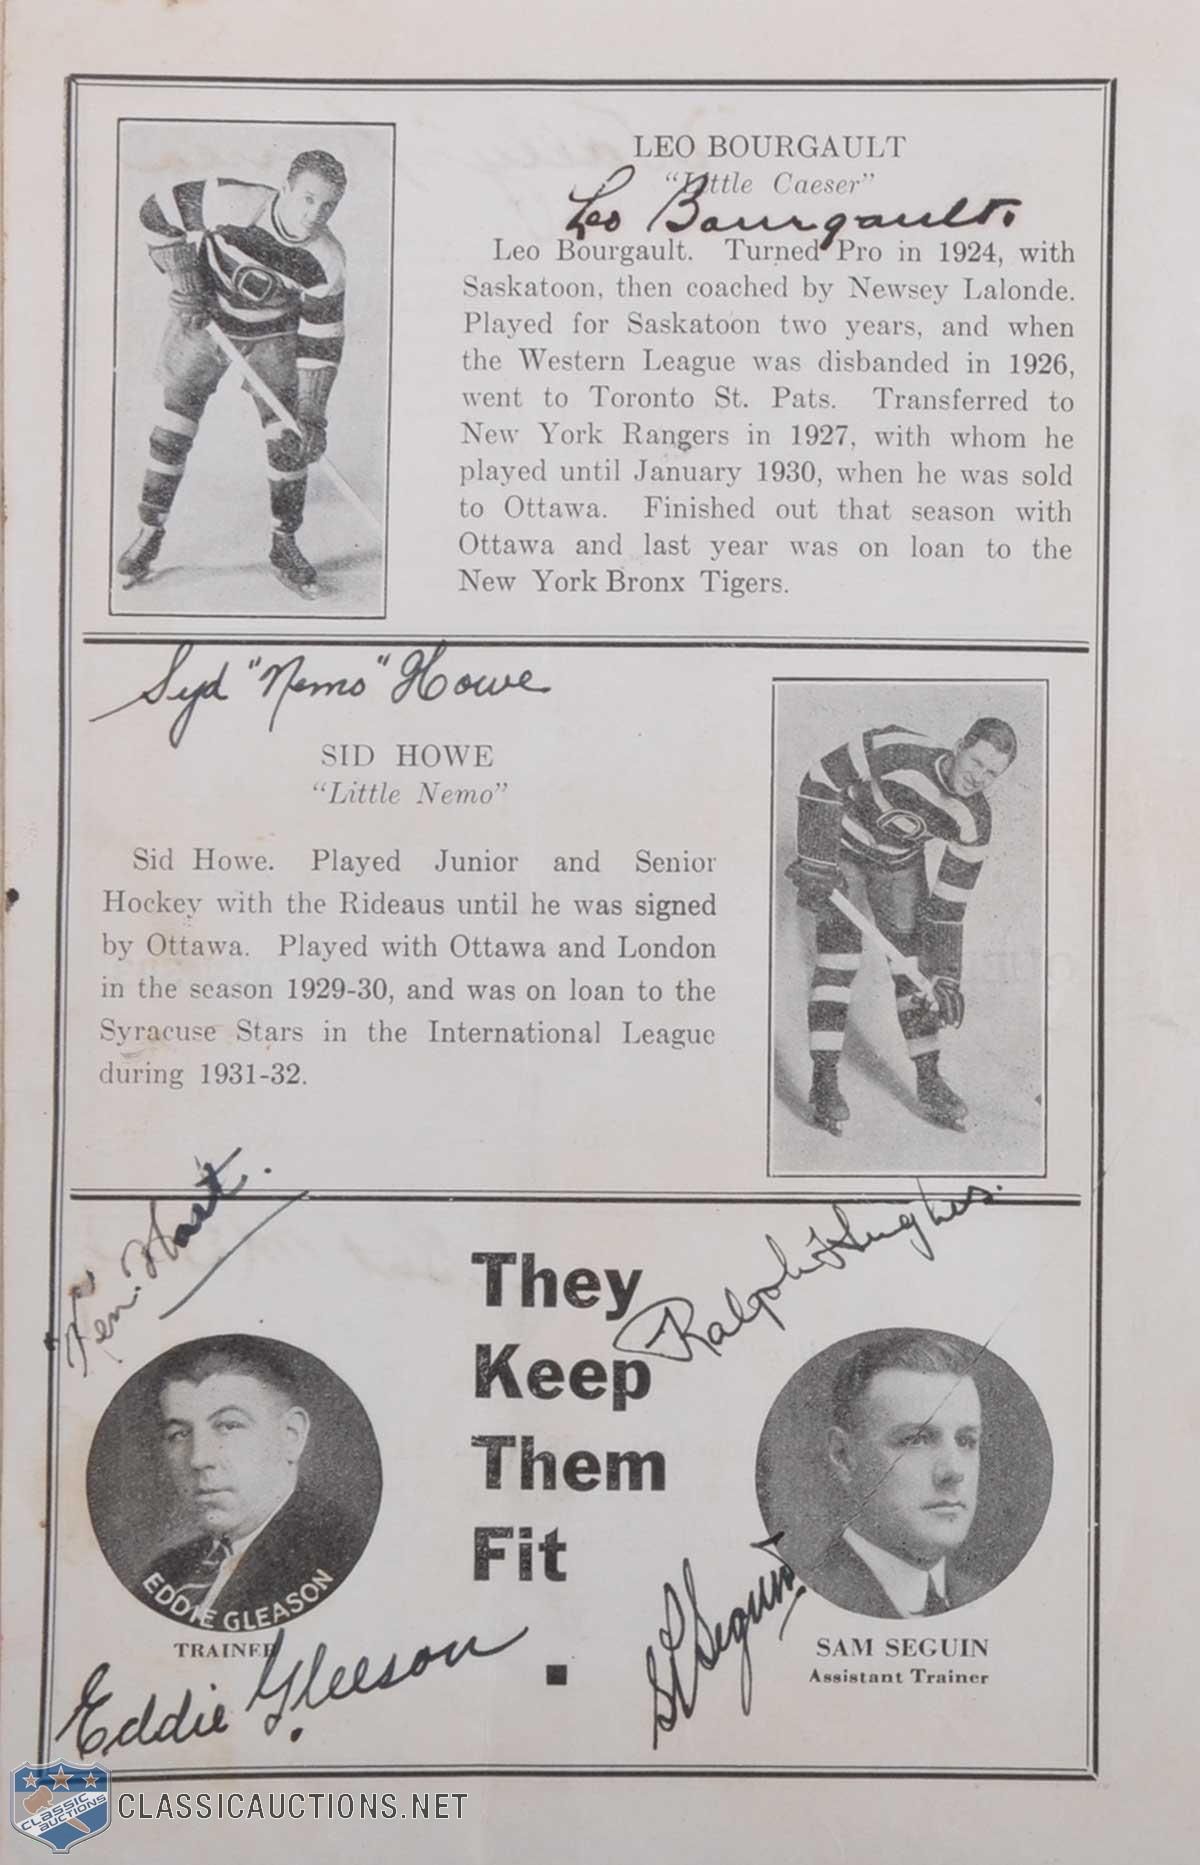 LEO BOURGAULT
"Little Caeser"
Leo Bourgault.
Leo Bourgault. Turned Pro in 1924, with
Saskatoon, then coached by Newsey Lalonde.
Played for Saskatoon two years, and when
the Western League was disbanded in 1926,
went to Toronto St. Pats. Transferred to
New York Rangers in 1927, with whom he
played until January 1930, when he was sold
to Ottawa. Finished out that season with
Ottawa and last year was on loan to the
New York Bronx Tigers.
Syd "Nemo" Howe
SID HOWE
"Little Nemo"
Sid Howe. Played Junior and Senior
Hockey with the Rideaus until he was signed
by Ottawa. Played with Ottawa and London
in the season 1929-30, and was on loan to the
Syracuse Stars in the International League
during 1931-32.
"Ken"
Ralph Hughes.
They
Keep
Them
Fit
.
EDDIE GLEASON
TRAINER
Eddie Gleeson
S Seguin
SAM SEGUIN
Assistant Trainer
CLASSIC
AUCTIONS
CLASSICAUCTIONS.NET